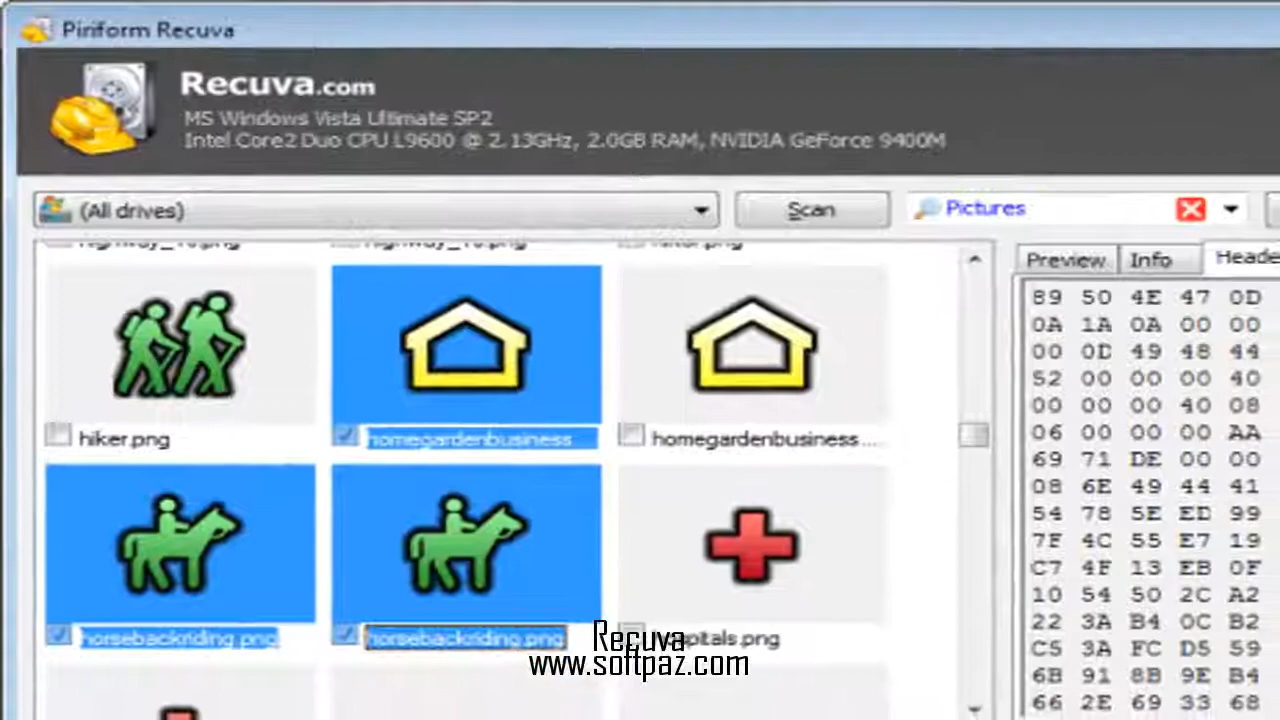 Piriform Recuva
Recuva.com
MS Windows Vista Ultimate SP2
Intel Core2 Duo CPU L9600 @ 2.13GHz, 2.0GB RAM, NVIDIA GeForce 9400M
(All drives)
Scan
Pictures
Preview Info
hiker.png
homegardenbusiness
homegardenbusiness...
horsebackriding.png
horsebackriding.png
89 50 4E 47 0D
0A 1A 0A 00 00
00 0D 49 48 44
52 00 00 00 40
00 00 00 40 08
06 00 00 00 AA
69 71 DE 00 00
08 6E 49 44 41
54 78 5E ED 99
7F 4C 55 E7 19
C7 4F 13 EB 0F
10 54 50 2C A2
22 3A B4 0C B2
C5 3A FC D5 59
6B 91 8B 9E B4
66 2E 69 33 68
Recuva
www.softpaz.com